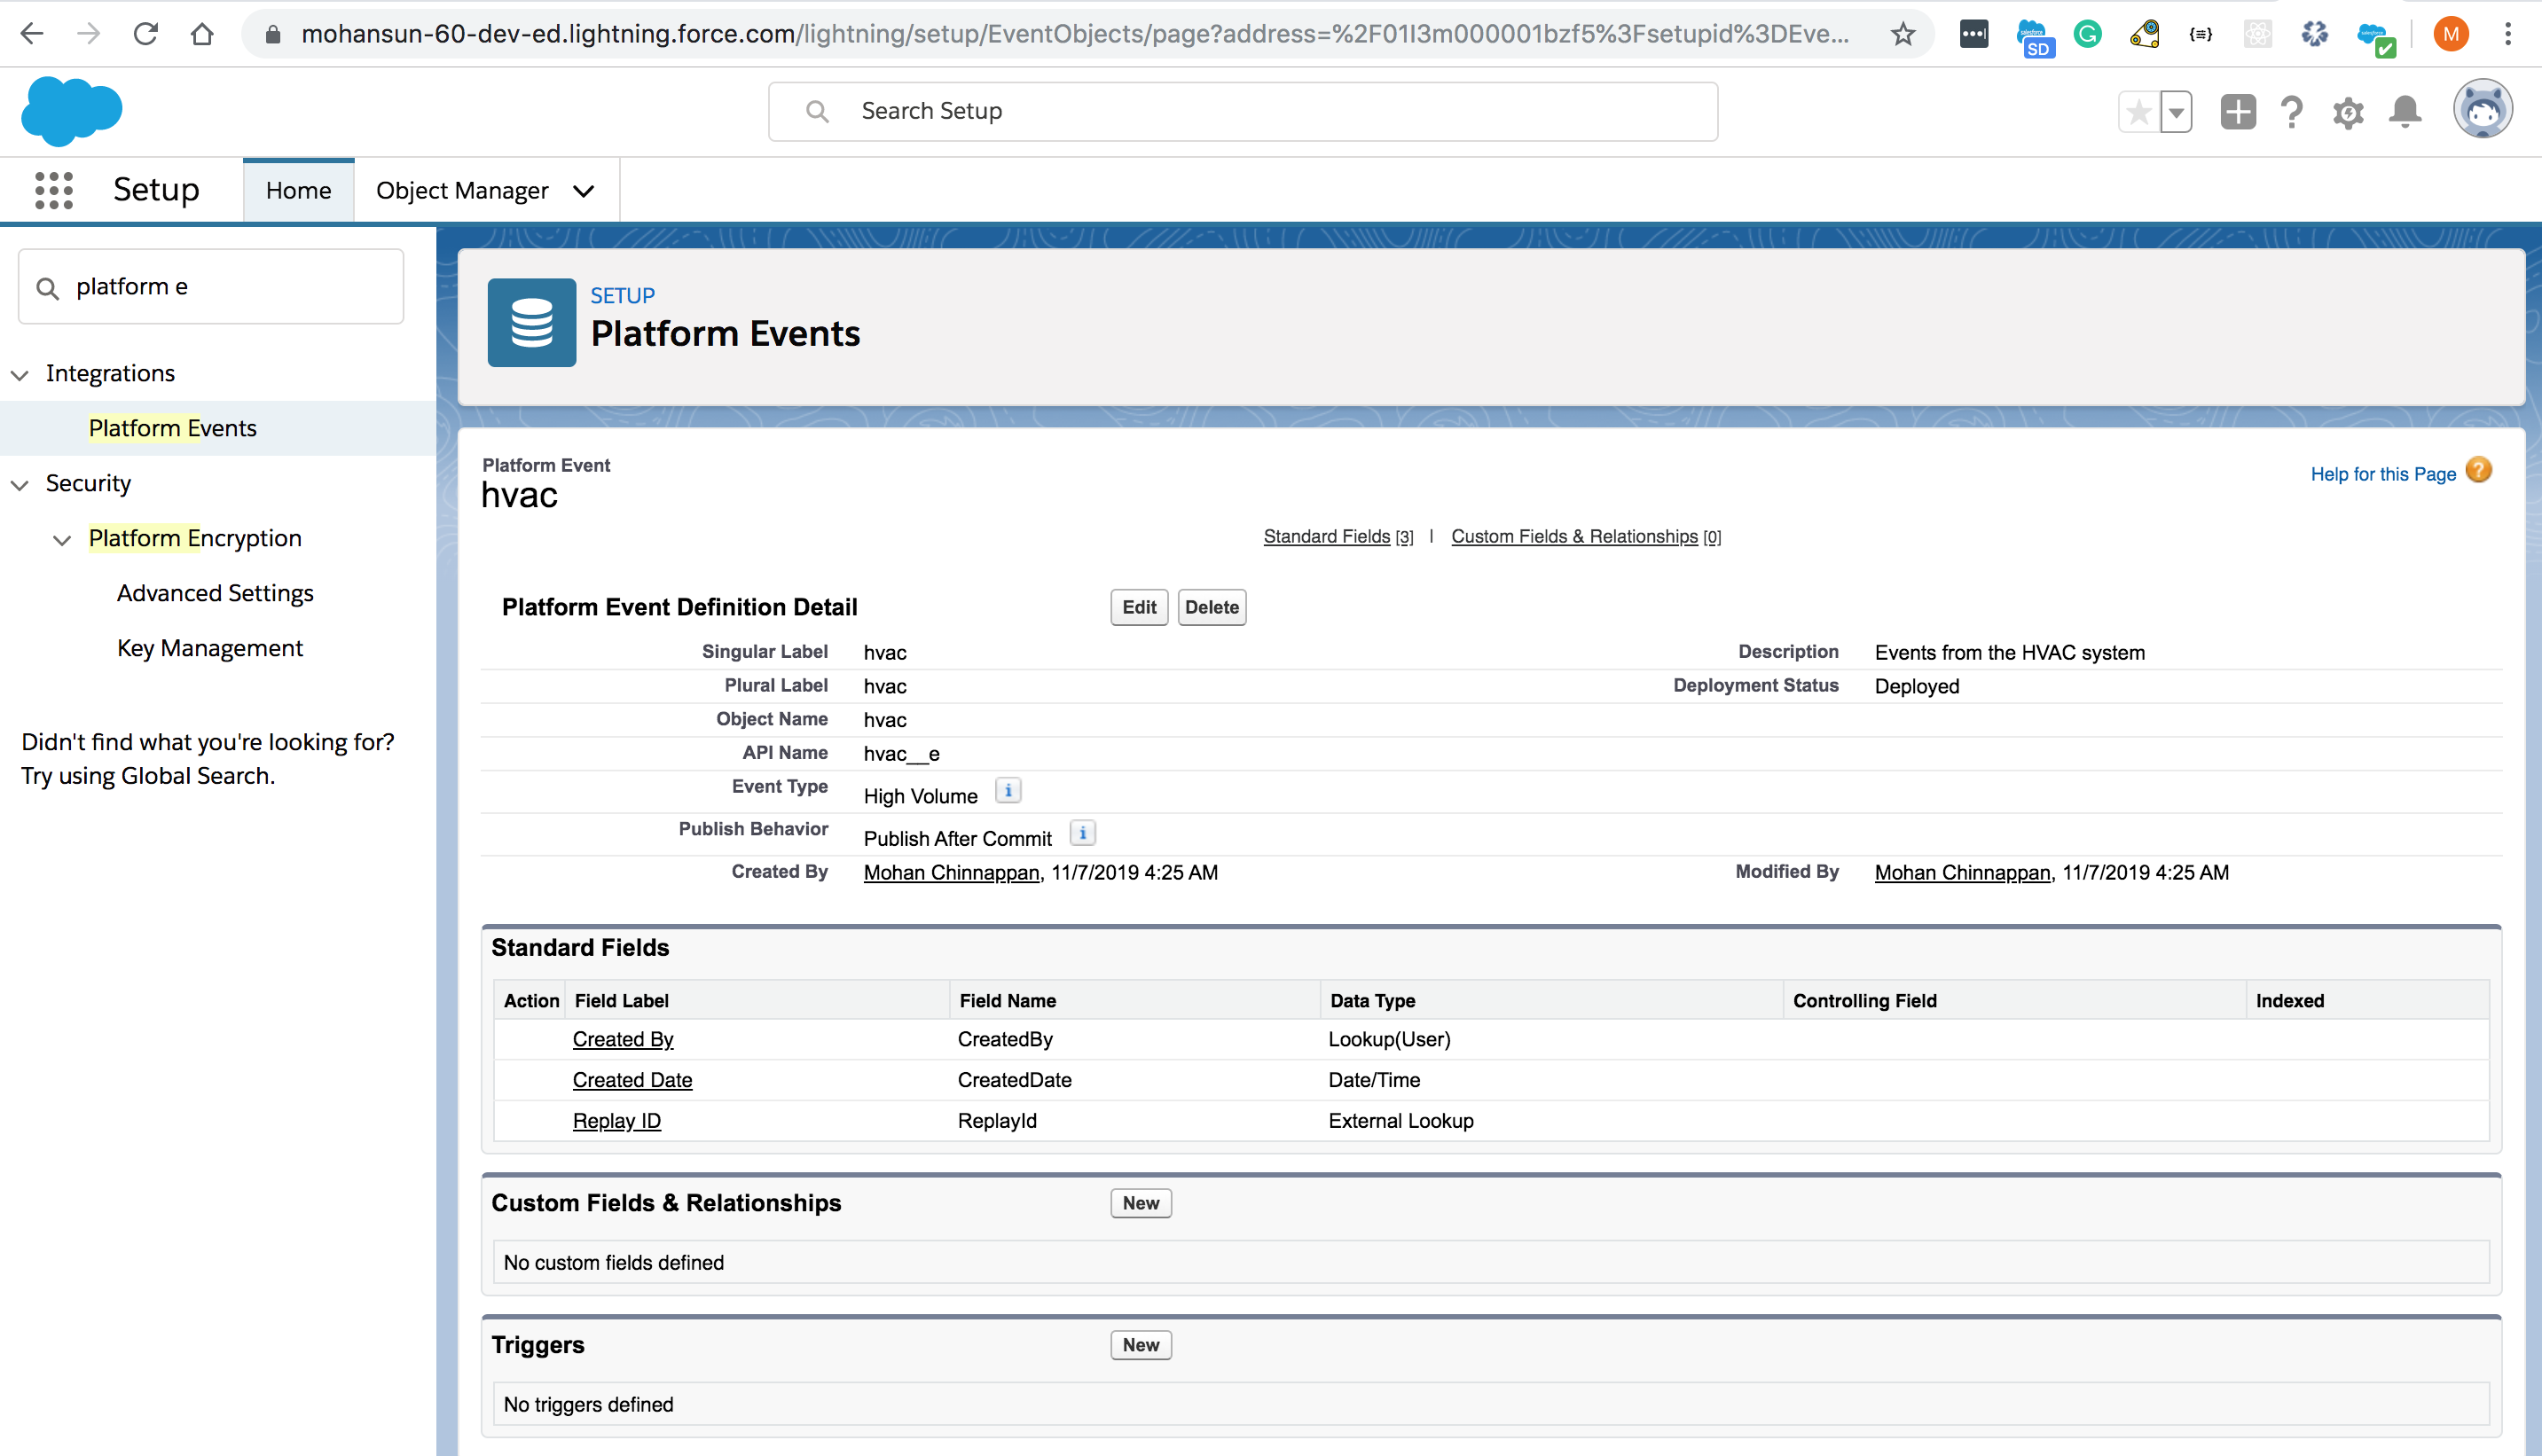 mohansun-60-dev-ed.lightning.force.com/lightning/setup/EventObjects/page?address=%2F01I3m000001bzf5%3Fsetupid%3DEve...
SD
G
{≡}
M
Search Setup
Setup
Home
Object Manager
platform e
Integrations
Platform Events
Security
Platform Encryption
Advanced Settings
Key Management
Didn't find what you're looking for?
Try using Global Search.
SETUP
Platform Events
Platform Event
hvac
Help for this Page ?
Standard Fields [3] | Custom Fields & Relationships [0]
Platform Event Definition Detail Edit Delete
Singular Label hvac Description Events from the HVAC system
Plural Label hvac Deployment Status Deployed
Object Name hvac
API Name hvac__e
Event Type High Volume i
Publish Behavior Publish After Commit i
Created By Mohan Chinnappan, 11/7/2019 4:25 AM Modified By Mohan Chinnappan, 11/7/2019 4:25 AM
Standard Fields
Action Field Label Field Name Data Type Controlling Field Indexed
Created By CreatedBy Lookup(User)
Created Date CreatedDate Date/Time
Replay ID ReplayId External Lookup
Custom Fields & Relationships New
No custom fields defined
Triggers New
No triggers defined